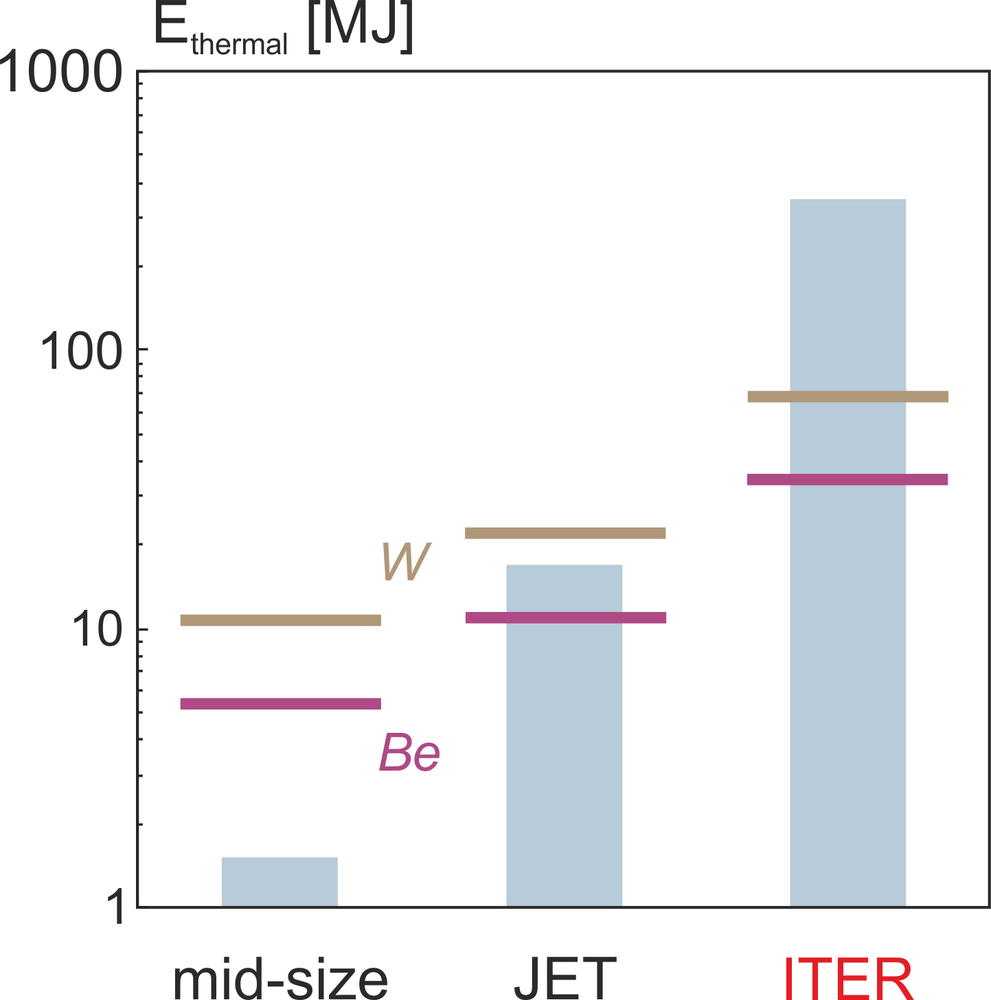 E_thermal [MJ]
1000
100
10
1
W
Be
mid-size JET ITER